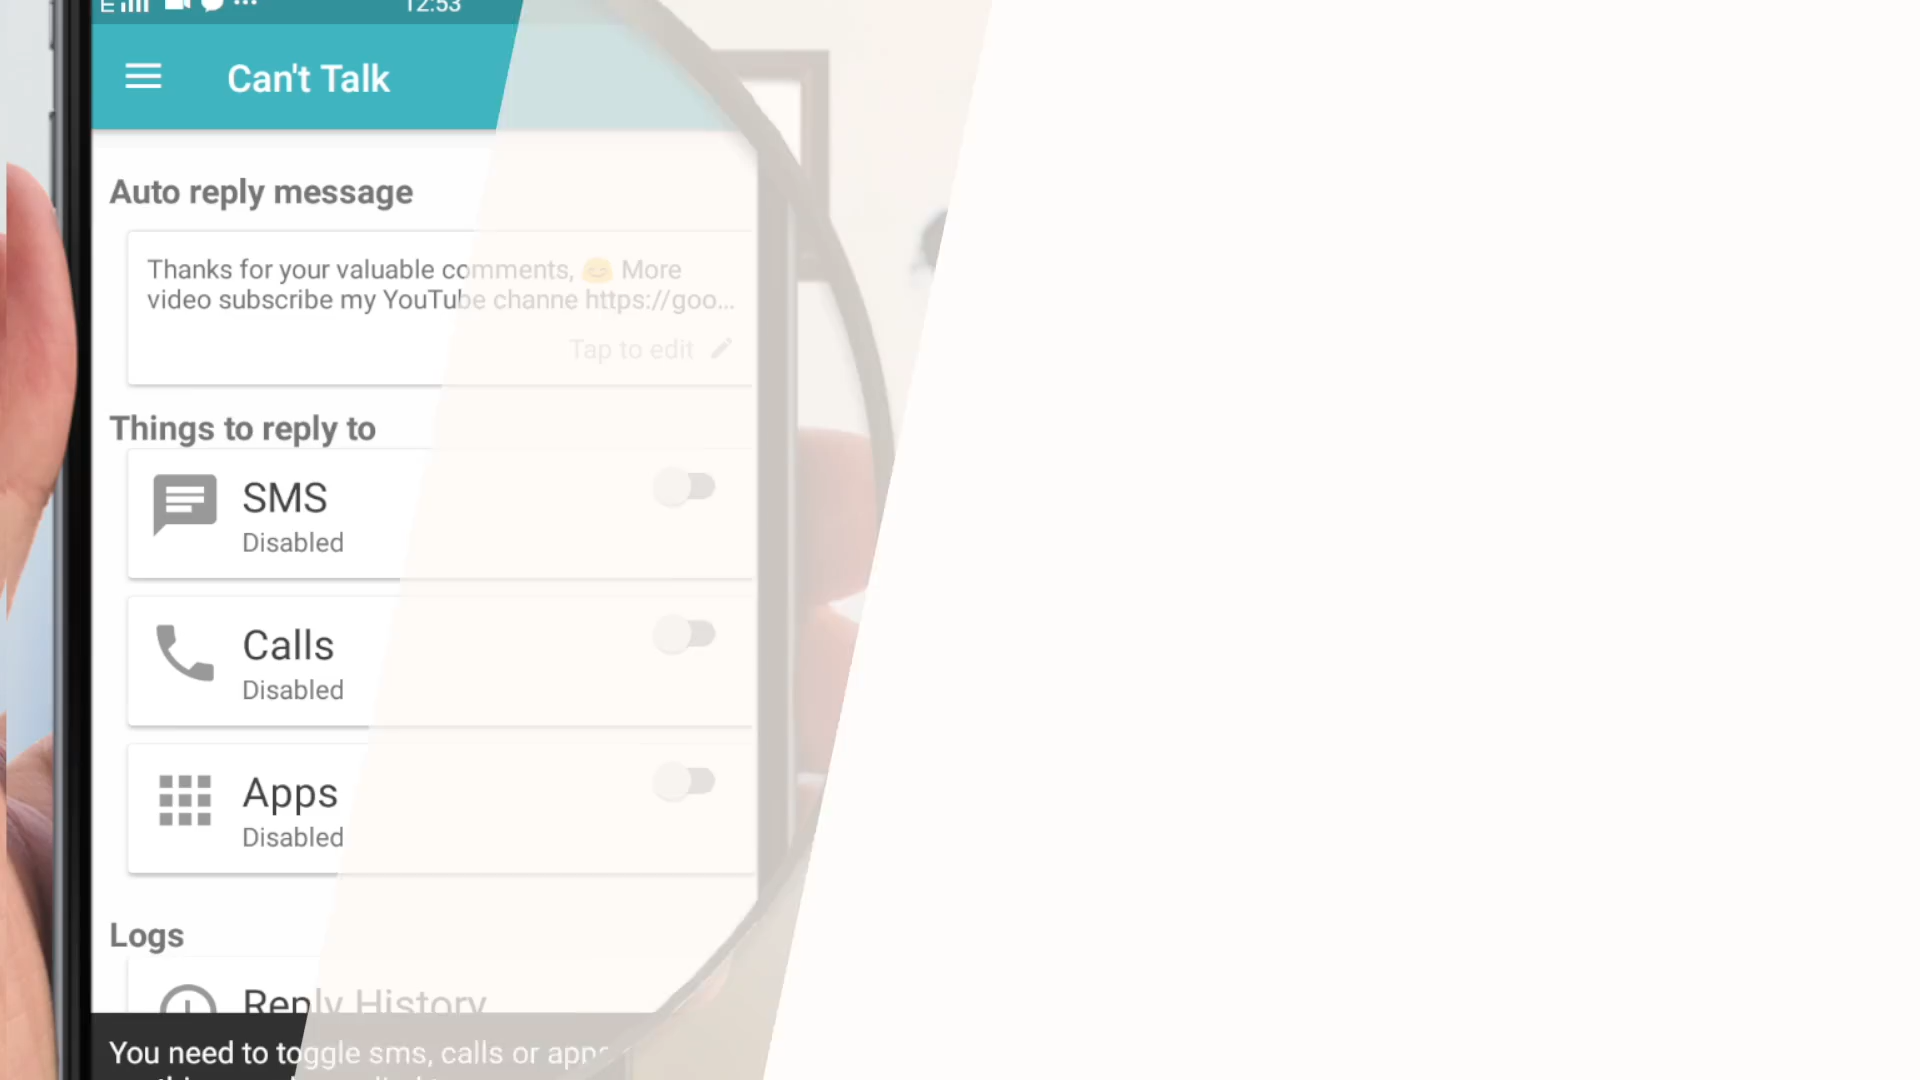 E 12:53
Can't Talk
Auto reply message
Thanks for your valuable comments, 😊 More
video subscribe my YouTube channe https://goo...
Tap to edit
Things to reply to
SMS
Disabled
Calls
Disabled
Apps
Disabled
Logs
Reply History
You need to toggle sms, calls or apps